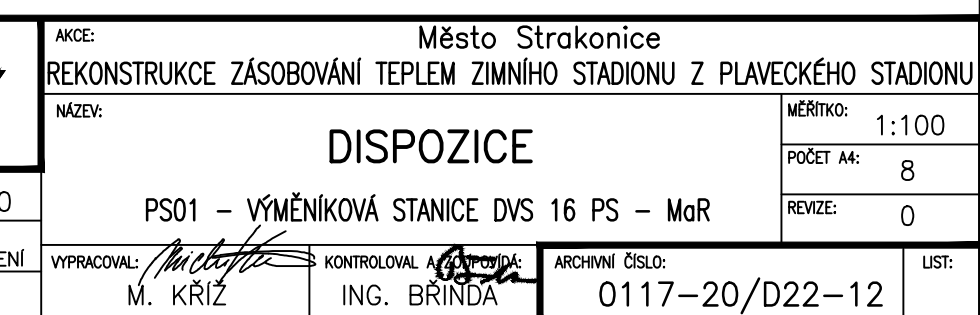 AKCE:
Město Strakonice
REKONSTRUKCE ZÁSOBOVÁNÍ TEPLEM ZIMNÍHO STADIONU Z PLAVECKÉHO STADIONU
NÁZEV:
DISPOZICE
PS01 – VÝMĚNÍKOVÁ STANICE DVS 16 PS – MaR
MĚŘÍTKO: 1:100
POČET A4: 8
REVIZE: 0
0
ENÍ
VYPRACOVAL:
M. KŘÍŽ
KONTROLOVAL A ZODPOVÍDÁ:
ING. BŘINDA
ARCHIVNÍ ČÍSLO:
0117–20/D22–12
LIST: